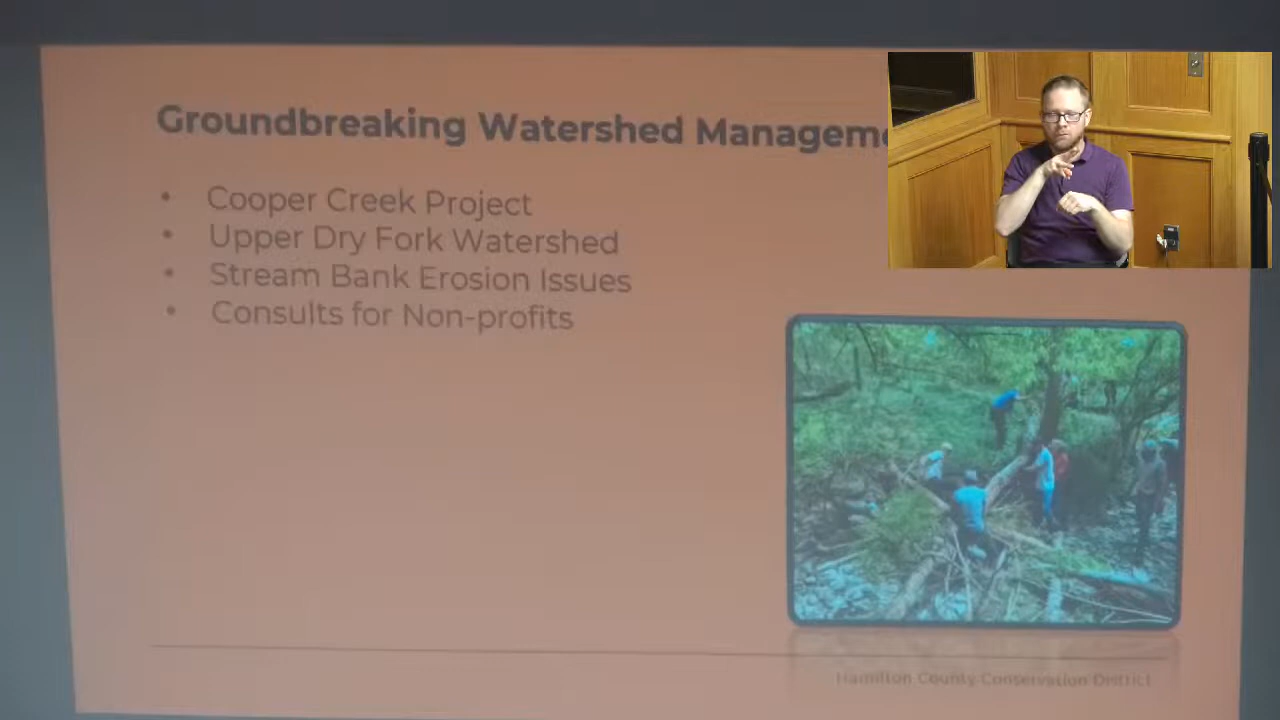 Groundbreaking Watershed Manageme
• Cooper Creek Project
• Upper Dry Fork Watershed
• Stream Bank Erosion Issues
• Consults for Non-profits
Hamilton County Conservation District